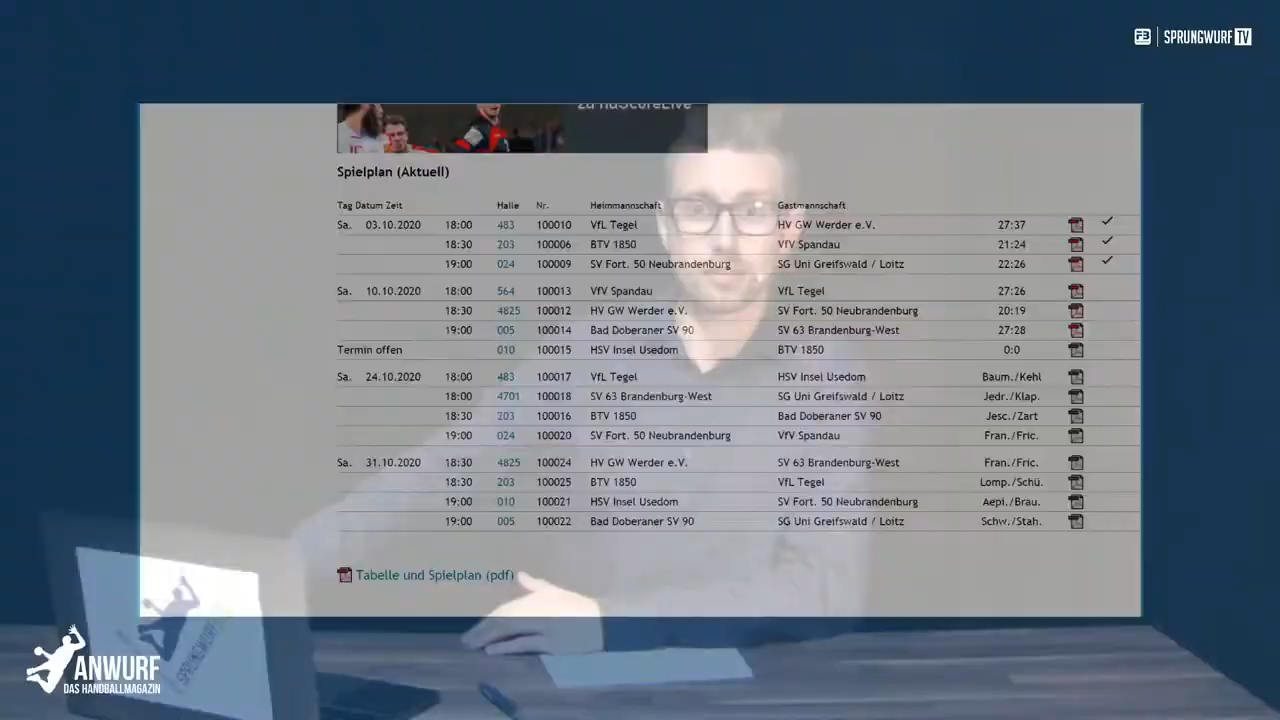 F3 SPRUNGWURF TV
zu nuScoreLive
Spielplan (Aktuell)
Tag Datum Zeit Halle Nr. Heimmannschaft Gastmannschaft
Sa. 03.10.2020 18:00 483 100010 VfL Tegel HV GW Werder e.V. 27:37
18:30 203 100006 BTV 1850 VfV Spandau 21:24
19:00 024 100009 SV Fort. 50 Neubrandenburg SG Uni Greifswald / Loitz 22:26
Sa. 10.10.2020 18:00 564 100013 VfV Spandau VfL Tegel 27:26
18:30 4825 100012 HV GW Werder e.V. SV Fort. 50 Neubrandenburg 20:19
19:00 005 100014 Bad Doberaner SV 90 SV 63 Brandenburg-West 27:28
Termin offen 010 100015 HSV Insel Usedom BTV 1850 0:0
Sa. 24.10.2020 18:00 483 100017 VfL Tegel HSV Insel Usedom Baum./Kehl
18:00 4701 100018 SV 63 Brandenburg-West SG Uni Greifswald / Loitz Jedr./Klap.
18:30 203 100016 BTV 1850 Bad Doberaner SV 90 Jesc./Zart
19:00 024 100020 SV Fort. 50 Neubrandenburg VfV Spandau Fran./Fric.
Sa. 31.10.2020 18:30 4825 100024 HV GW Werder e.V. SV 63 Brandenburg-West Fran./Fric.
18:30 203 100025 BTV 1850 VfL Tegel Lomp./Schü.
19:00 010 100021 HSV Insel Usedom SV Fort. 50 Neubrandenburg Aepi./Brau.
19:00 005 100022 Bad Doberaner SV 90 SG Uni Greifswald / Loitz Schw./Stah.
Tabelle und Spielplan (pdf)
SPRUNGWURF
ANWURF
DAS HANDBALLMAGAZIN